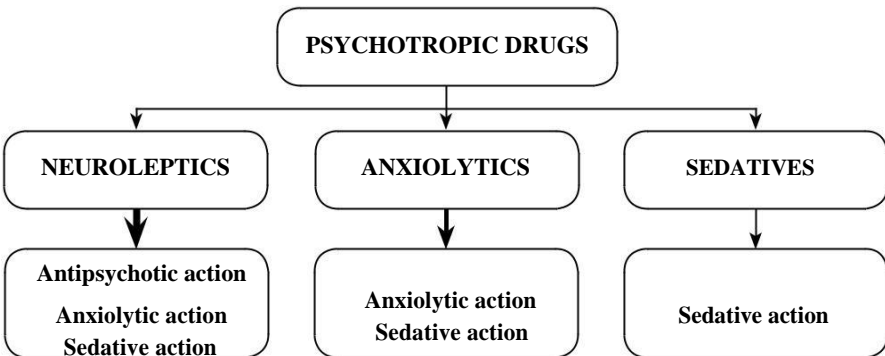 PSYCHOTROPIC DRUGS
NEUROLEPTICS
ANXIOLYTICS
SEDATIVES
Antipsychotic action
Anxiolytic action
Sedative action
Anxiolytic action
Sedative action
Sedative action